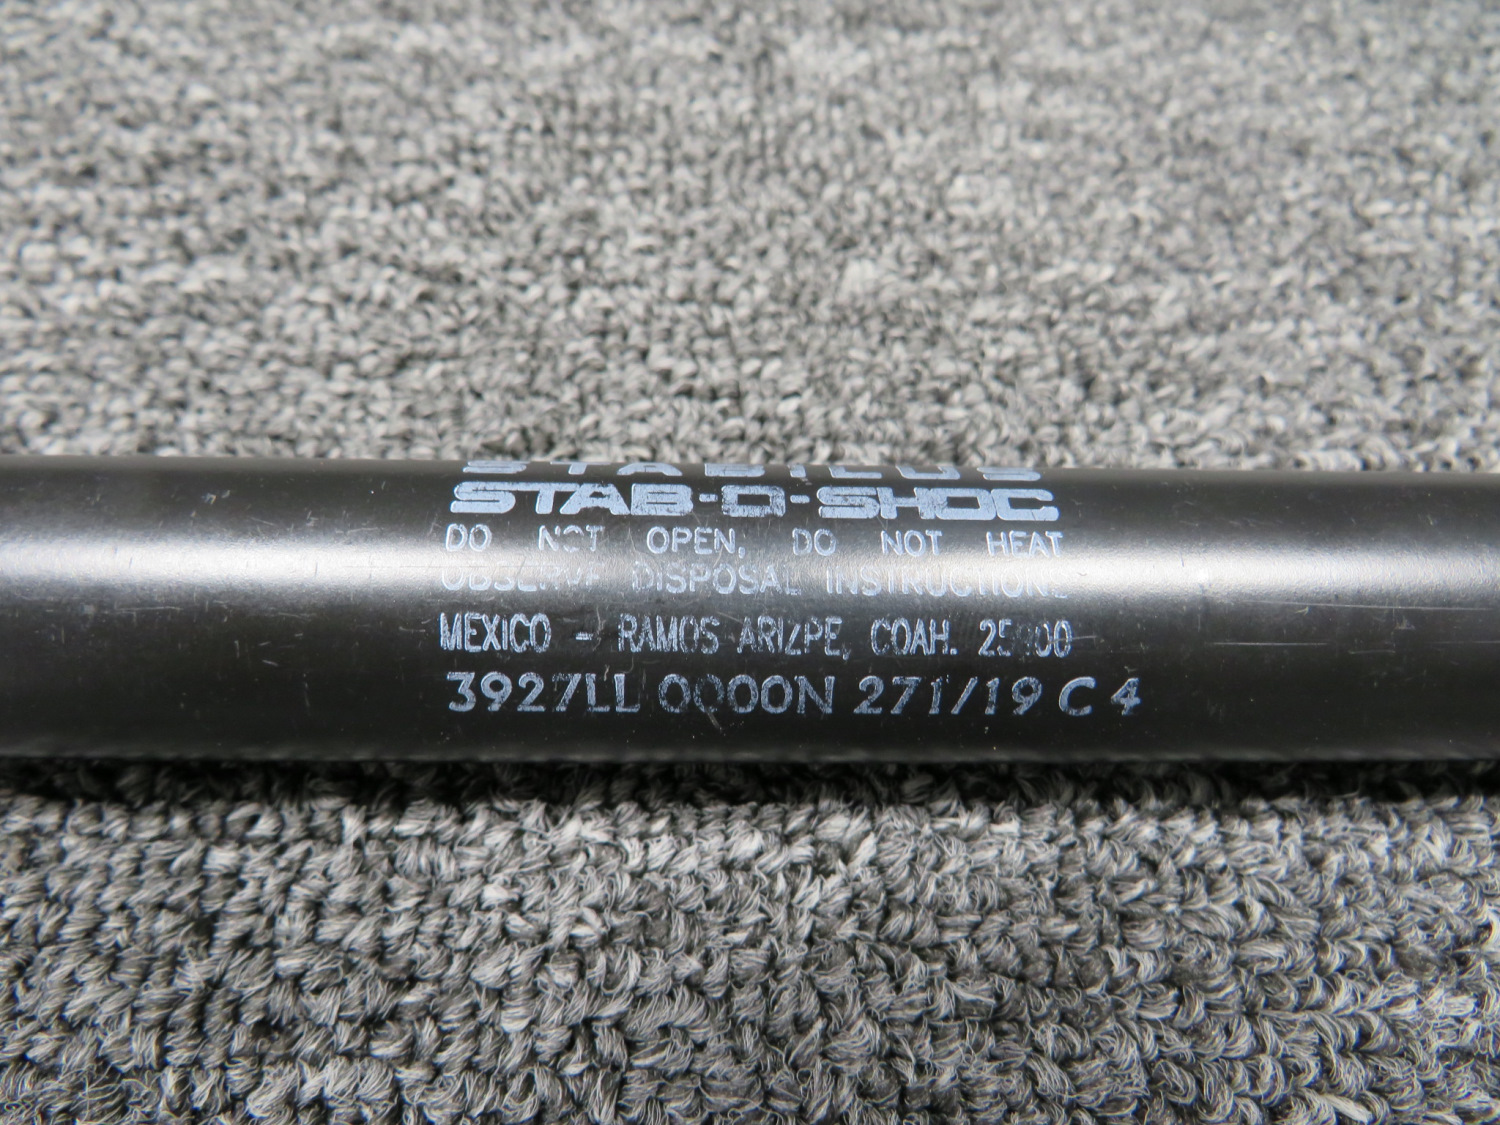 STABILUS
STAB-O-SHOC
DO NOT OPEN, DO NOT HEAT
OBSERVE DISPOSAL INSTRUCTIONS
MEXICO - RAMOS ARIZPE, COAH. 25900
3927LL 0000N 271/19 C 4